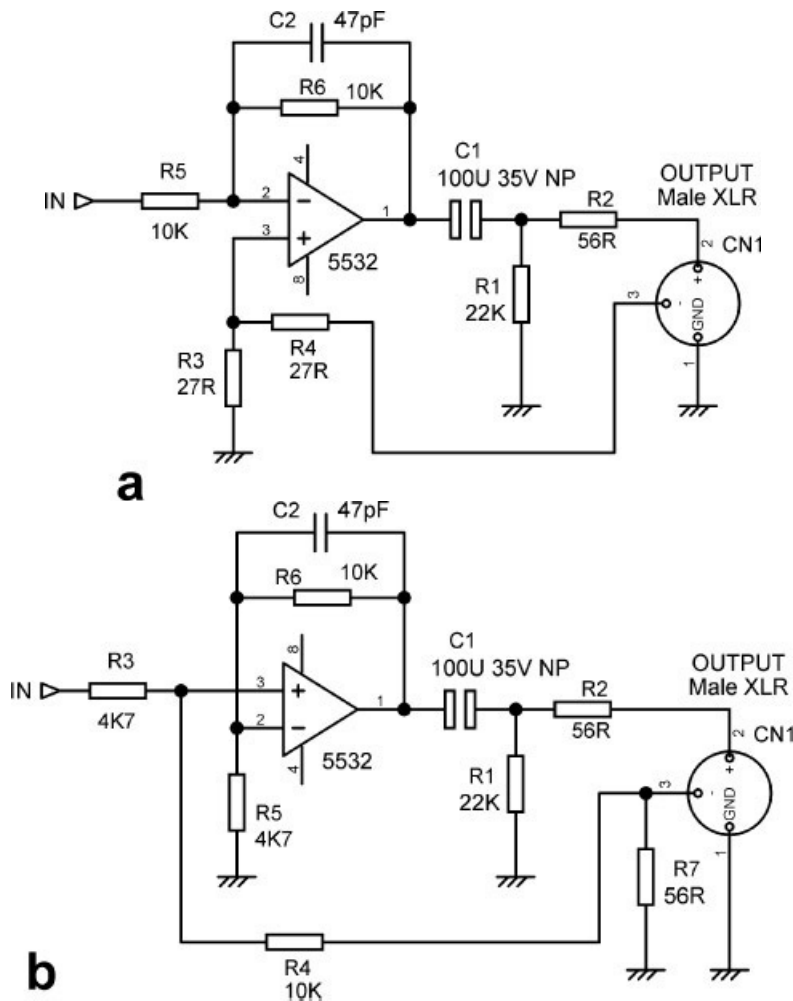 C2 47pF
R6 10K
4
R5
C1
100U 35V NP
OUTPUT
Male XLR
IN
10K
2
-
1
R2
56R
2
CN1
3
+
5532
8
R1
22K
3
-
+
GND
1
R4
27R
R3
27R
a
C2 47pF
R6 10K
8
R3
C1
100U 35V NP
OUTPUT
Male XLR
IN
4K7
3
+
1
R2
56R
2
CN1
2
-
5532
4
R1
22K
3
-
+
GND
1
R5
4K7
R7
56R
R4
10K
b